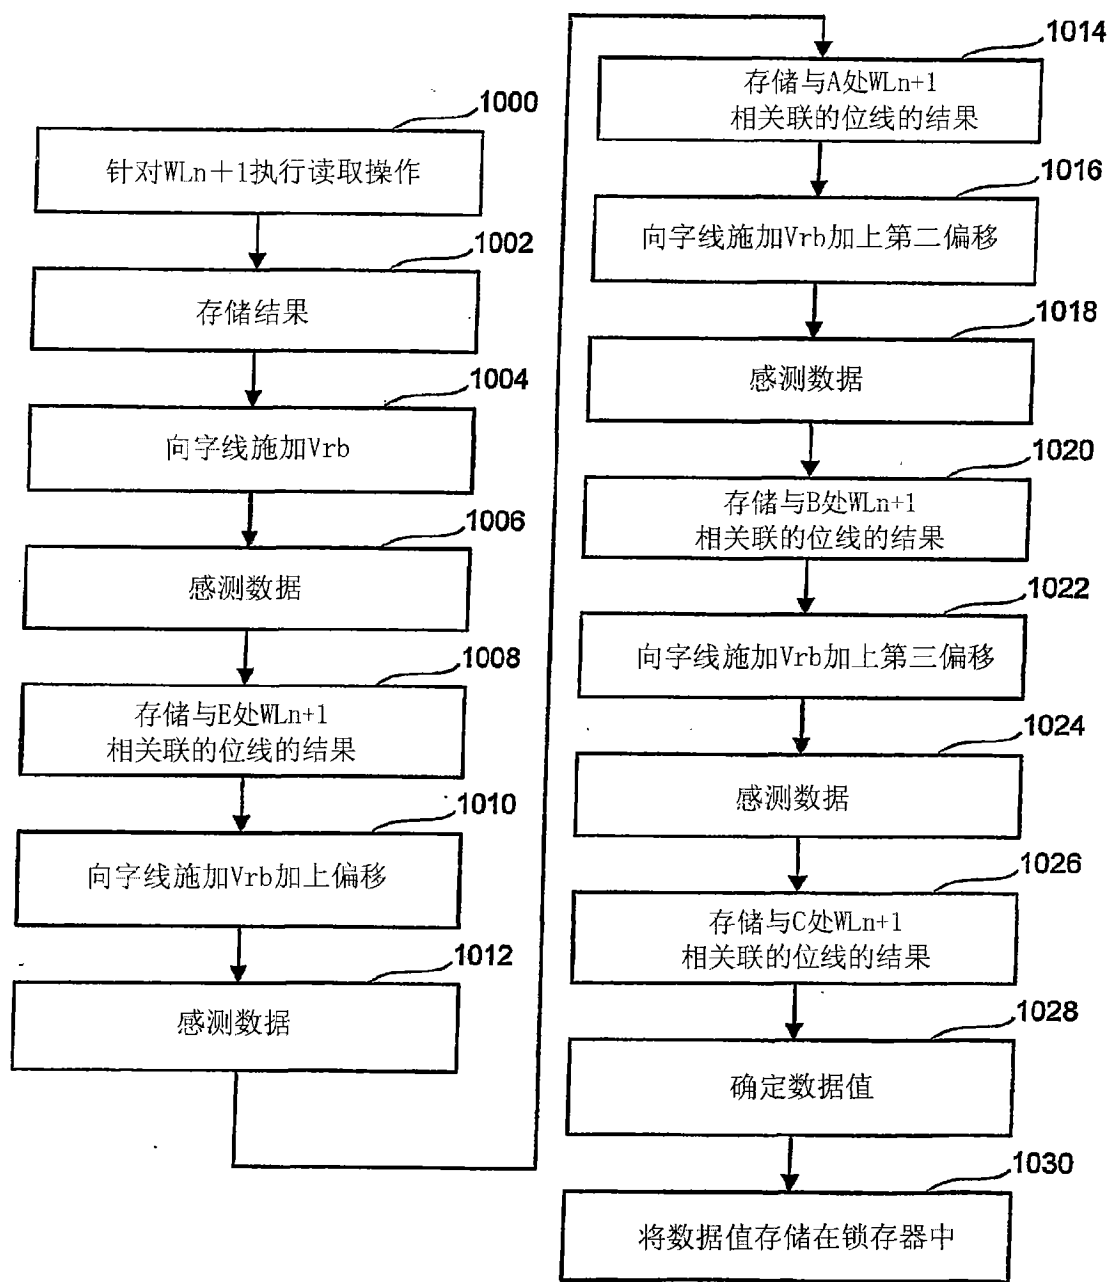 1000
针对WLn+1执行读取操作
1002
存储结果
1004
向字线施加Vrb
1006
感测数据
1008
存储与E处WLn+1
相关联的位线的结果
1010
向字线施加Vrb加上偏移
1012
感测数据
1014
存储与A处WLn+1
相关联的位线的结果
1016
向字线施加Vrb加上第二偏移
1018
感测数据
1020
存储与B处WLn+1
相关联的位线的结果
1022
向字线施加Vrb加上第三偏移
1024
感测数据
1026
存储与C处WLn+1
相关联的位线的结果
1028
确定数据值
1030
将数据值存储在锁存器中